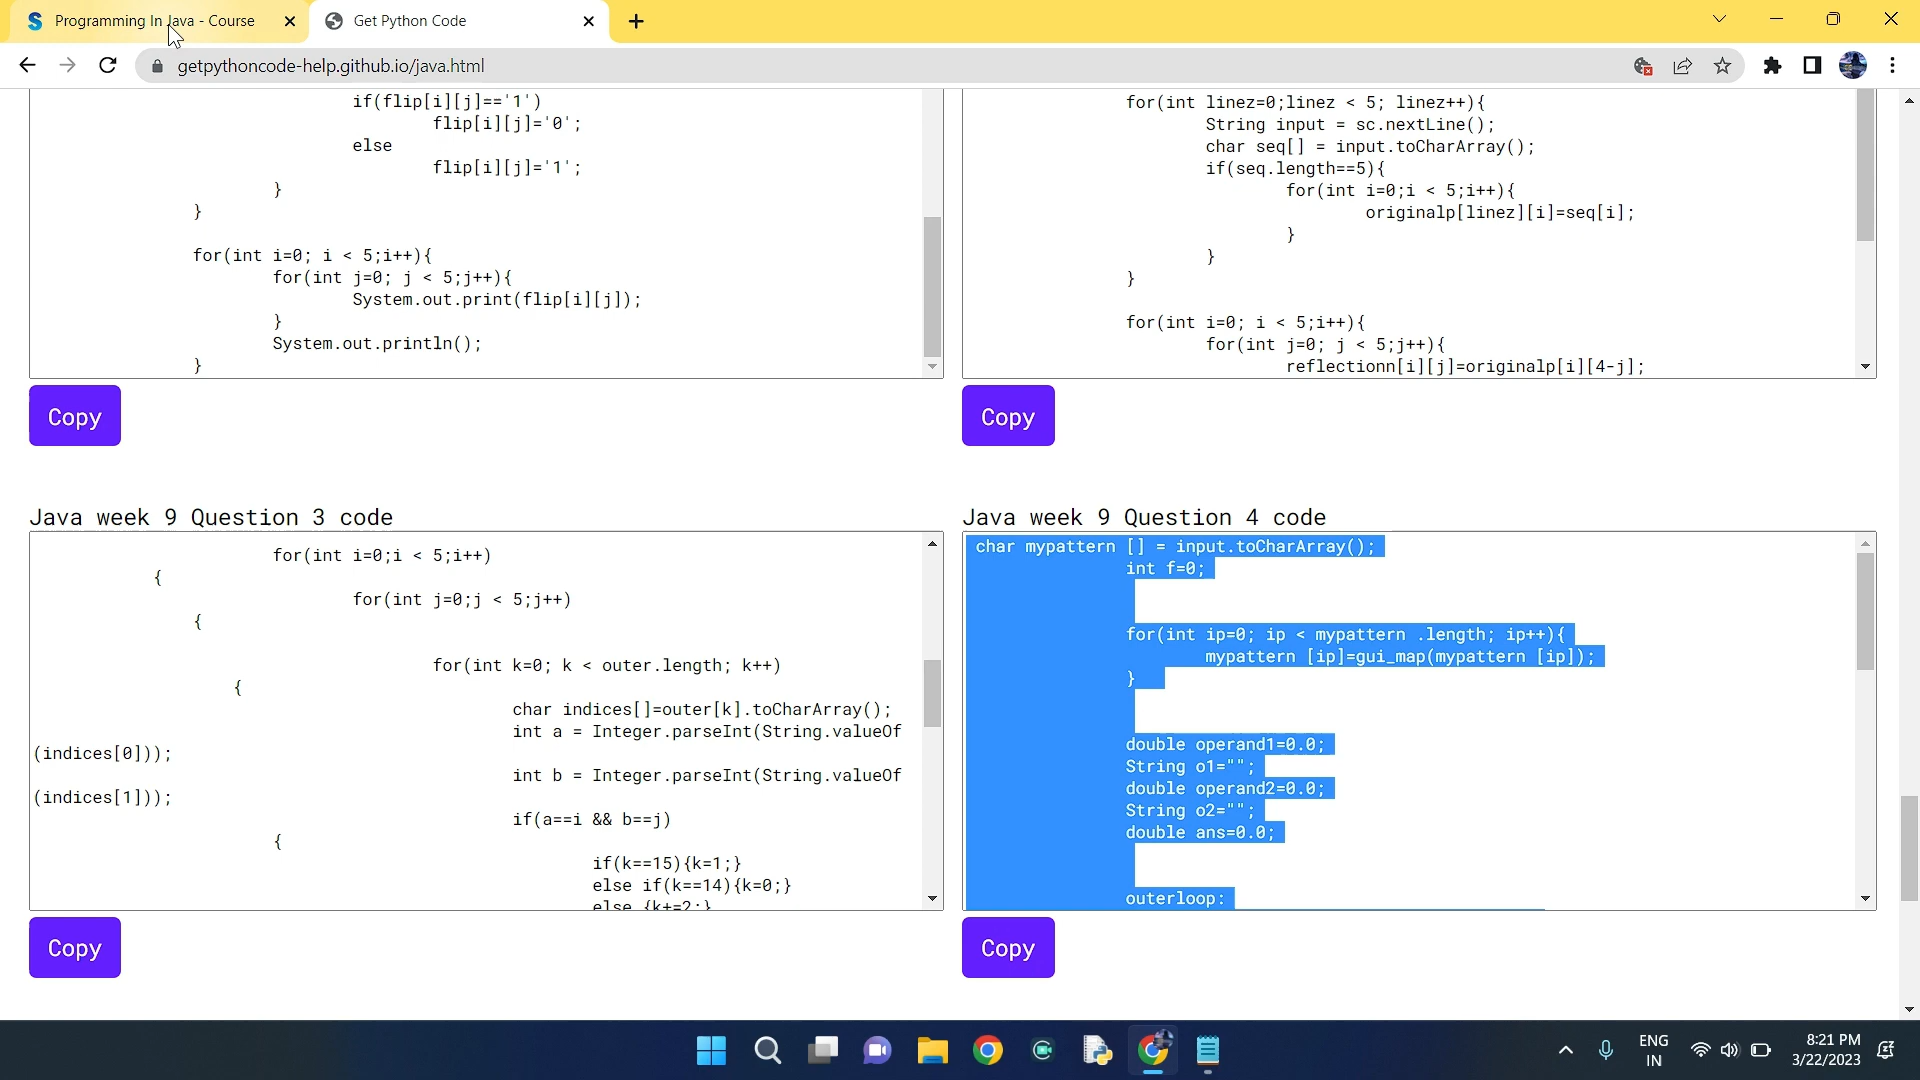 Programming In Java - Course
Get Python Code
getpythoncode-help.github.io/java.html
if(flip[i][j]=='1')
flip[i][j]='0';
else
flip[i][j]='1';
}
}
for(int i=0; i < 5;i++){
for(int j=0; j < 5;j++){
System.out.print(flip[i][j]);
}
System.out.println();
}
Copy
for(int linez=0;linez < 5; linez++){
String input = sc.nextLine();
char seq[] = input.toCharArray();
if(seq.length==5){
for(int i=0;i < 5;i++){
originalp[linez][i]=seq[i];
}
}
}
for(int i=0; i < 5;i++){
for(int j=0; j < 5;j++){
reflectionn[i][j]=originalp[i][4-j];
Copy
Java week 9 Question 3 code
for(int i=0;i < 5;i++)
{
for(int j=0;j < 5;j++)
{
for(int k=0; k < outer.length; k++)
{
char indices[]=outer[k].toCharArray();
int a = Integer.parseInt(String.valueOf
(indices[0]));
int b = Integer.parseInt(String.valueOf
(indices[1]));
if(a==i && b==j)
{
if(k==15){k=1;}
else if(k==14){k=0;}
else {k+=2;}
Copy
Java week 9 Question 4 code
char mypattern [] = input.toCharArray();
int f=0;
for(int ip=0; ip < mypattern .length; ip++){
mypattern [ip]=gui_map(mypattern [ip]);
}
double operand1=0.0;
String o1="";
double operand2=0.0;
String o2="";
double ans=0.0;
outerloop:
Copy
ENG
IN
8:21 PM
3/22/2023